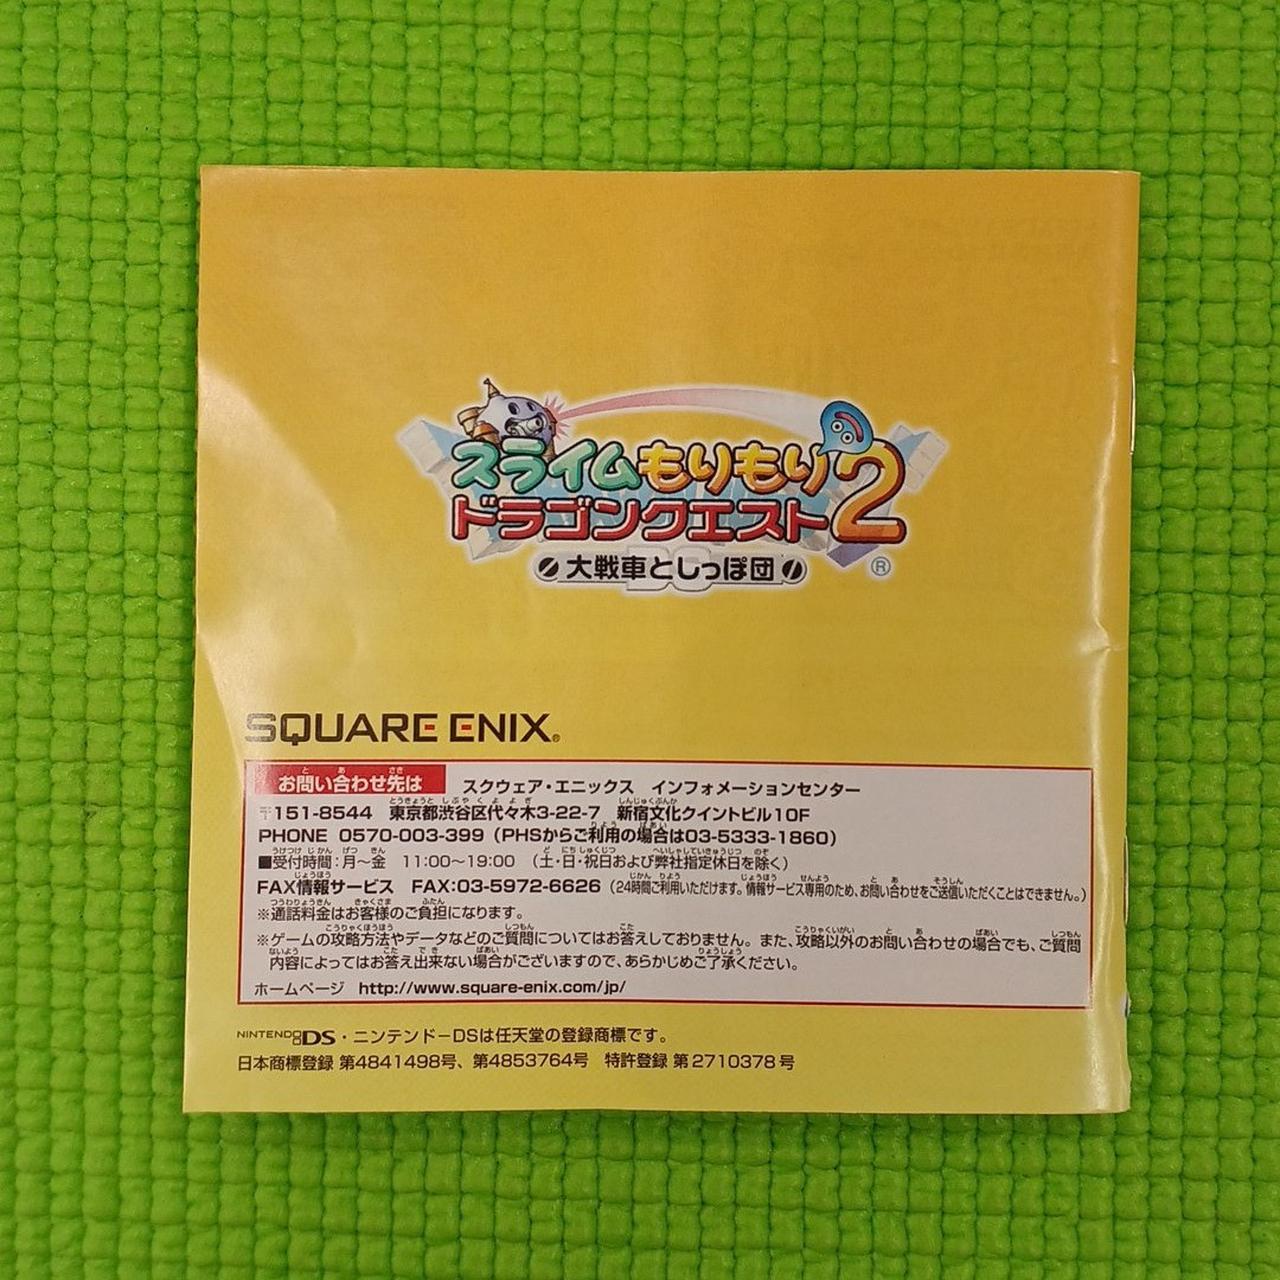 スライムもりもり
ドラゴンクエスト2
大戦車としっぽ団
®
SQUARE ENIX®
お問い合わせ先は スクウェア・エニックス インフォメーションセンター
〒151-8544 東京都渋谷区代々木3-22-7 新宿文化クイントビル10F
PHONE 0570-003-399(PHSからご利用の場合は03-5333-1860)
■受付時間:月〜金 11:00〜19:00 (土・日・祝日および弊社指定休日を除く)
FAX情報サービス FAX:03-5972-6626(24時間ご利用いただけます。情報サービス専用のため、お問い合わせをご送信いただくことはできません。)
※通話料金はお客様のご負担になります。
※ゲームの攻略方法やデータなどのご質問についてはお答えしておりません。また、攻略以外のお問い合わせの場合でも、ご質問
内容によってはお答え出来ない場合がございますので、あらかじめご了承ください。
ホームページ http://www.square-enix.com/jp/
NINTENDO DS・ニンテンドーDSは任天堂の登録商標です。
日本商標登録 第4841498号、第4853764号 特許登録 第2710378号